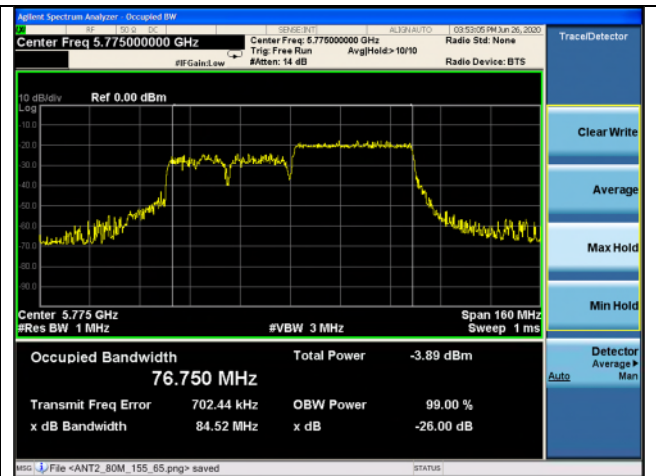 Agilent Spectrum Analyzer - Occupied BW
RF 50 Ω DC SENSE:INT ALIGN AUTO 03:53:05 PM Jun 26, 2020
Center Freq 5.775000000 GHz Center Freq: 5.775000000 GHz Radio Std: None Trace/Detector
Trig: Free Run Avg|Hold:>10/10
#IFGain:Low #Atten: 14 dB Radio Device: BTS
10 dB/div Ref 0.00 dBm
Log
-10.0
-20.0
-30.0
-40.0
-50.0
-60.0
-70.0
-80.0
-90.0
Clear Write
Average
Max Hold
Min Hold
Center 5.775 GHz Span 160 MHz
#Res BW 1 MHz #VBW 3 MHz Sweep 1 ms
Occupied Bandwidth Total Power -3.89 dBm
76.750 MHz
Transmit Freq Error 702.44 kHz OBW Power 99.00 %
x dB Bandwidth 84.52 MHz x dB -26.00 dB
Detector
Average
Auto Man
MSG File <ANT2_80M_155_65.png> saved STATUS